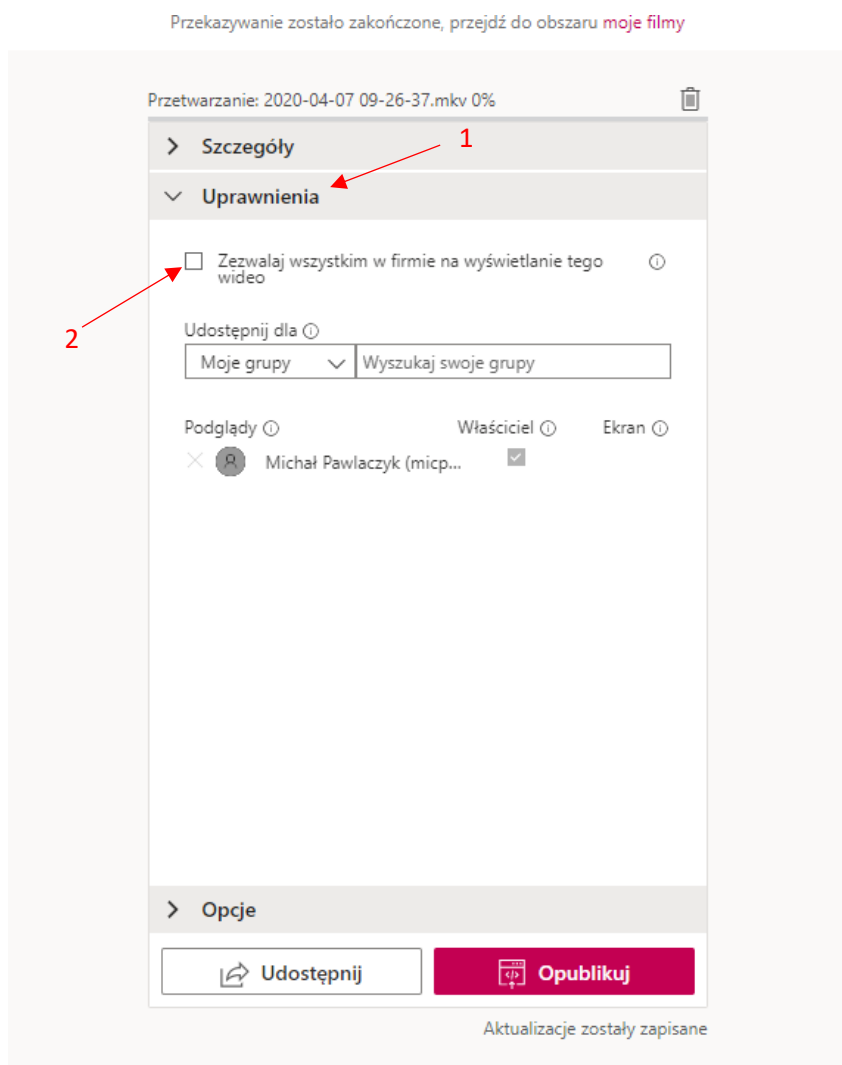 Przekazywanie zostało zakończone, przejdź do obszaru moje filmy
Przetwarzanie: 2020-04-07 09-26-37.mkv 0%
Szczegóły
1
Uprawnienia
Zezwalaj wszystkim w firmie na wyświetlanie tego
wideo
2
Udostępnij dla
Moje grupy Wyszukaj swoje grupy
Podglądy Właściciel Ekran
Michał Pawlaczyk (micp...
Opcje
Udostępnij Opublikuj
Aktualizacje zostały zapisane